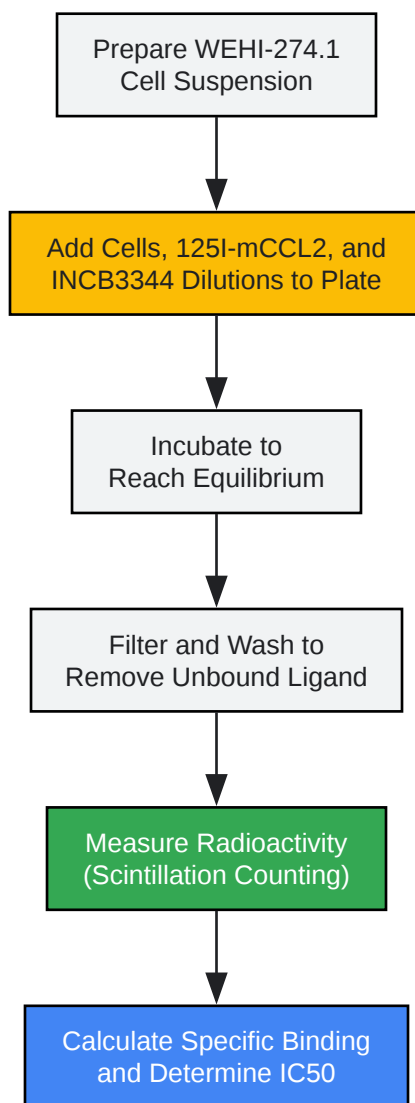 Prepare WEHI-274.1
Cell Suspension
Add Cells, 125I-mCCL2, and
INCB3344 Dilutions to Plate
Incubate to
Reach Equilibrium
Filter and Wash to
Remove Unbound Ligand
Measure Radioactivity
(Scintillation Counting)
Calculate Specific Binding
and Determine IC50